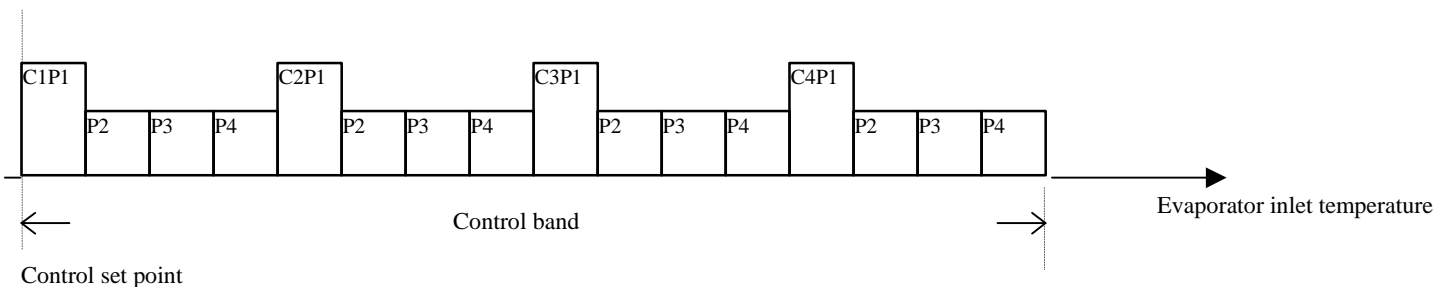 C1P1 C2P1 C3P1 C4P1
P2 P3 P4 P2 P3 P4 P2 P3 P4 P2 P3 P4
Evaporator inlet temperature
Control band
Control set point